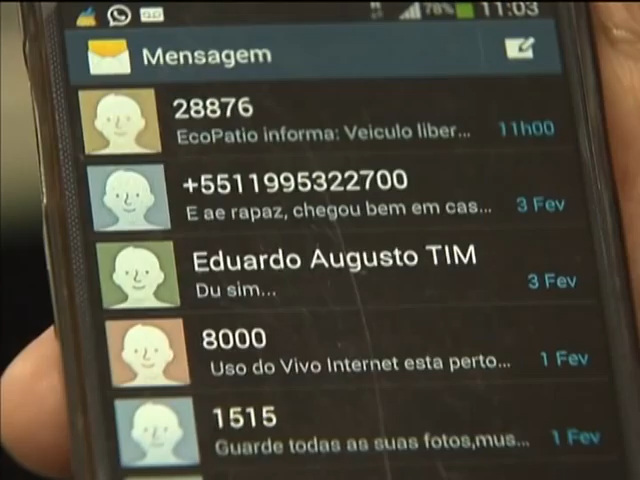 78% 11:03
Mensagem
28876
EcoPatio informa: Veiculo liber... 11h00
+5511995322700
E ae rapaz, chegou bem em cas... 3 Fev
Eduardo Augusto TIM
Du sim... 3 Fev
8000
Uso do Vivo Internet esta perto... 1 Fev
1515
Guarde todas as suas fotos,mus... 1 Fev